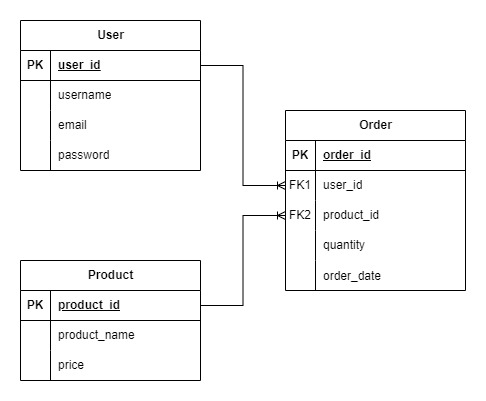 User
PK user_id
username
email
password
Order
PK order_id
FK1 user_id
FK2 product_id
quantity
order_date
Product
PK product_id
product_name
price